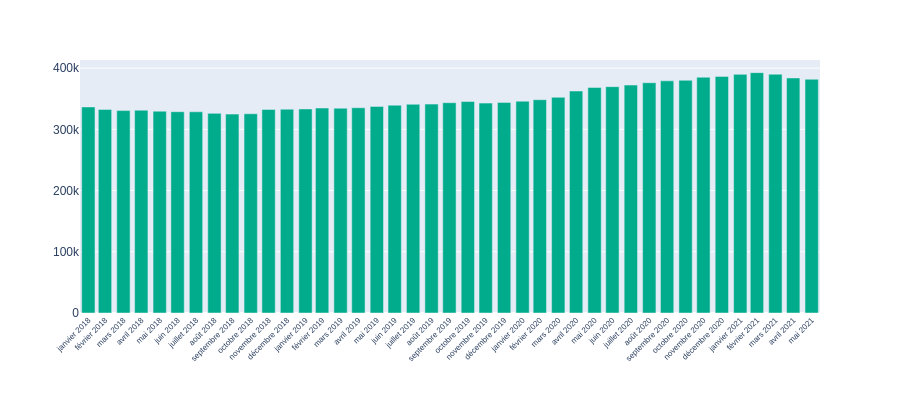 400k
300k
200k
100k
0
janvier 2018
février 2018
mars 2018
avril 2018
mai 2018
juin 2018
juillet 2018
août 2018
septembre 2018
octobre 2018
novembre 2018
décembre 2018
janvier 2019
février 2019
mars 2019
avril 2019
mai 2019
juin 2019
juillet 2019
août 2019
septembre 2019
octobre 2019
novembre 2019
décembre 2019
janvier 2020
février 2020
mars 2020
avril 2020
mai 2020
juin 2020
juillet 2020
août 2020
septembre 2020
octobre 2020
novembre 2020
décembre 2020
janvier 2021
février 2021
mars 2021
avril 2021
mai 2021